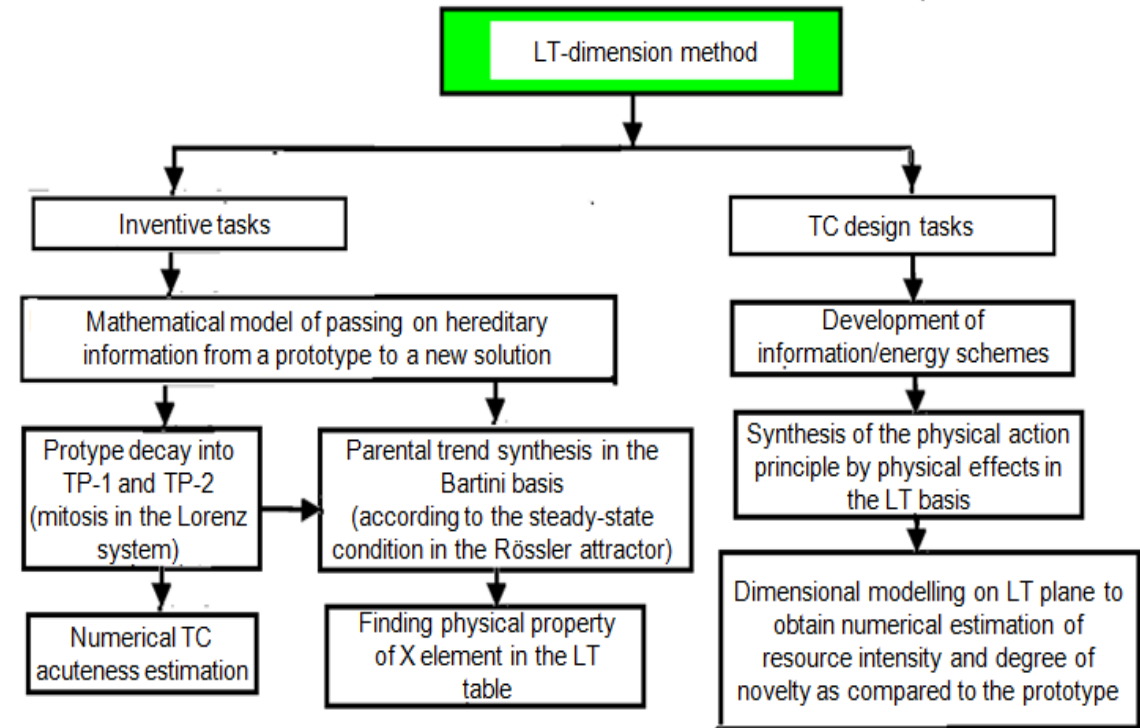 LT-dimension method
Inventive tasks
TC design tasks
Mathematical model of passing on hereditary
information from a prototype to a new solution
Development of
information/energy schemes
Protype decay into
TP-1 and TP-2
(mitosis in the Lorenz
system)
Parental trend synthesis in the
Bartini basis
(according to the steady-state
condition in the Rössler attractor)
Synthesis of the physical action
principle by physical effects in
the LT basis
Numerical TC
acuteness estimation
Finding physical property
of X element in the LT
table
Dimensional modelling on LT plane to
obtain numerical estimation of
resource intensity and degree of
novelty as compared to the prototype